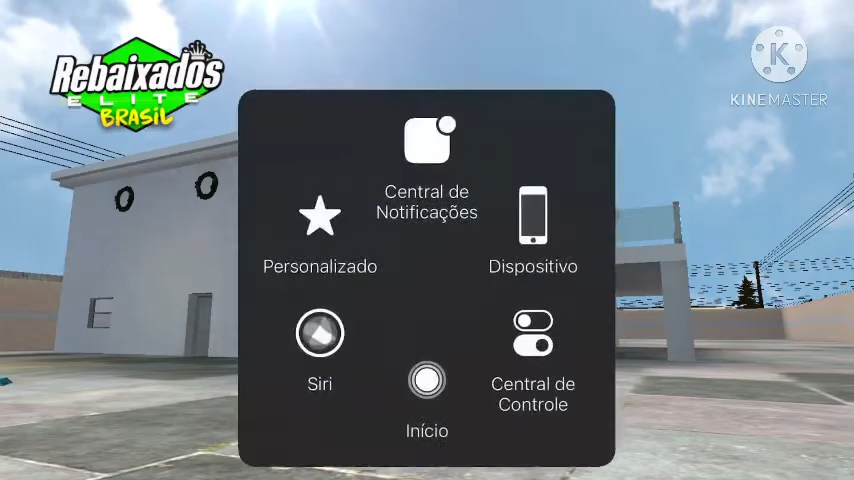 Rebaixados
ELITE
BRASIL
K
KINEMASTER
Central de
Notificações
Personalizado
Dispositivo
Siri
Central de
Controle
Início